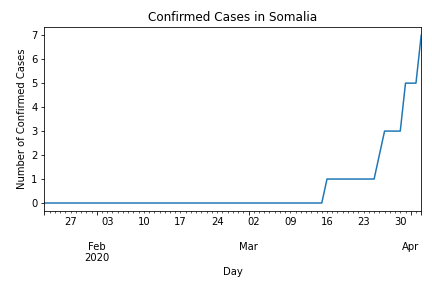 Confirmed Cases in Somalia
Number of Confirmed Cases
7
6
5
4
3
2
1
0
27 03 10 17 24 02 09 16 23 30
Feb Mar Apr
2020
Day